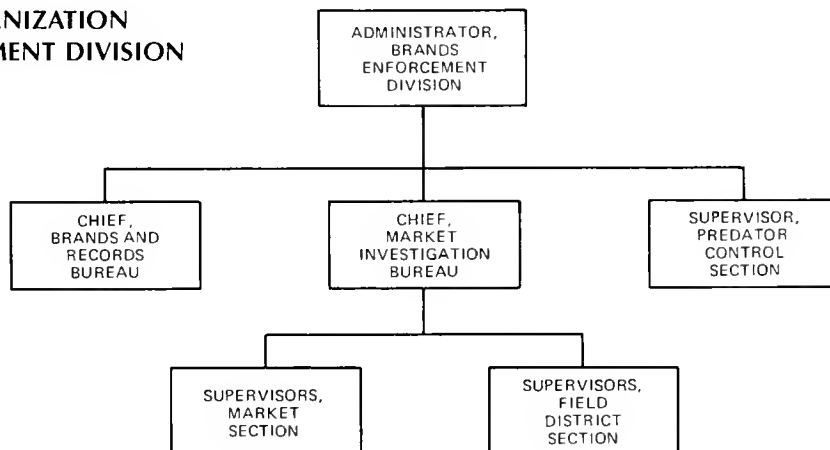 NIZATION
MENT DIVISION
ADMINISTRATOR,
BRANDS
ENFORCEMENT
DIVISION
CHIEF,
BRANDS AND
RECORDS
BUREAU
CHIEF,
MARKET
INVESTIGATION
BUREAU
SUPERVISOR,
PREDATOR
CONTROL
SECTION
SUPERVISORS,
MARKET
SECTION
SUPERVISORS,
FIELD
DISTRICT
SECTION